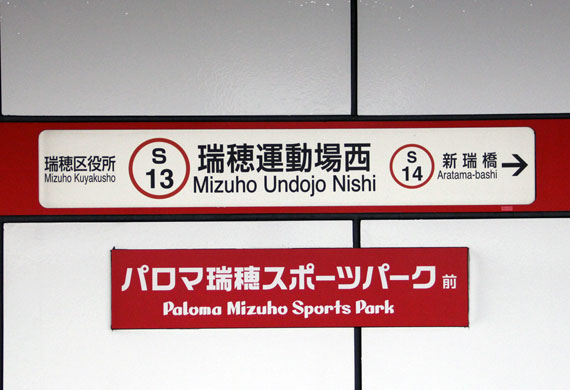 瑞穂区役所
Mizuho Kuyakusho
S
13
瑞穂運動場西
Mizuho Undojo Nishi
S
14
新瑞橋
Aratama-bashi
パロマ瑞穂スポーツパーク前
Paloma Mizuho Sports Park